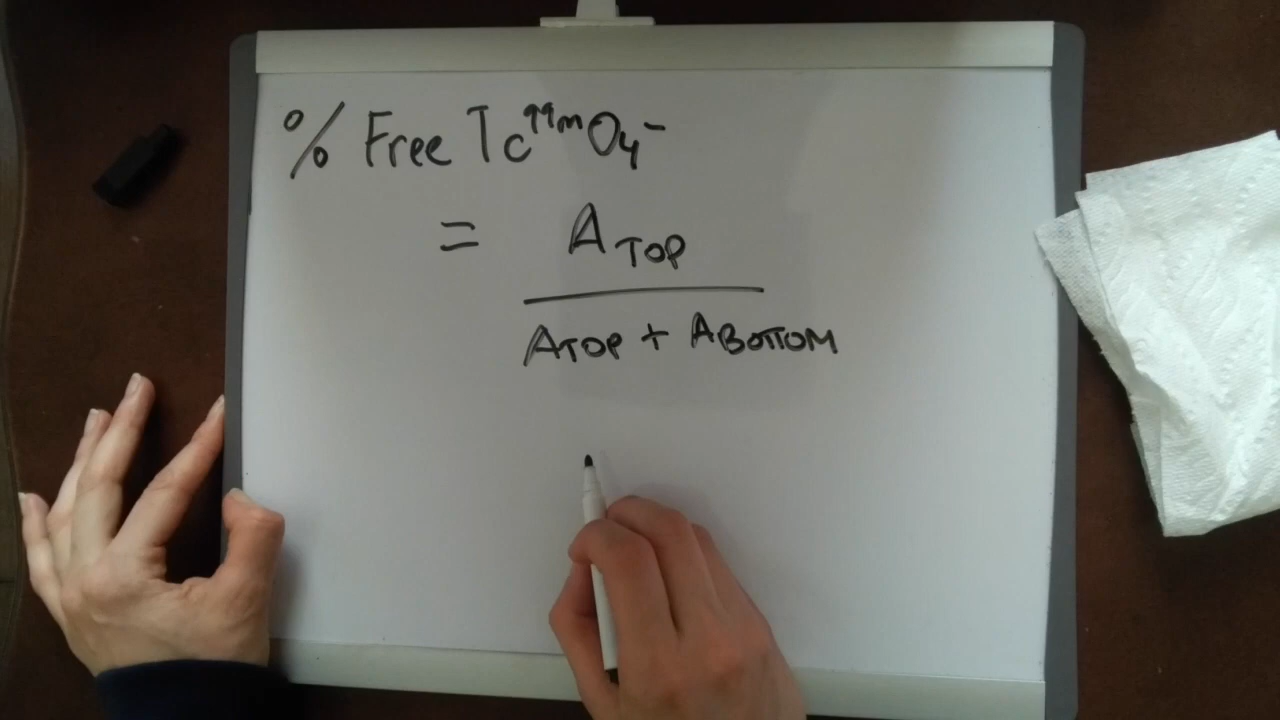 % Free Tc99mO4-
= ATOP
ATOP + ABOTTOM